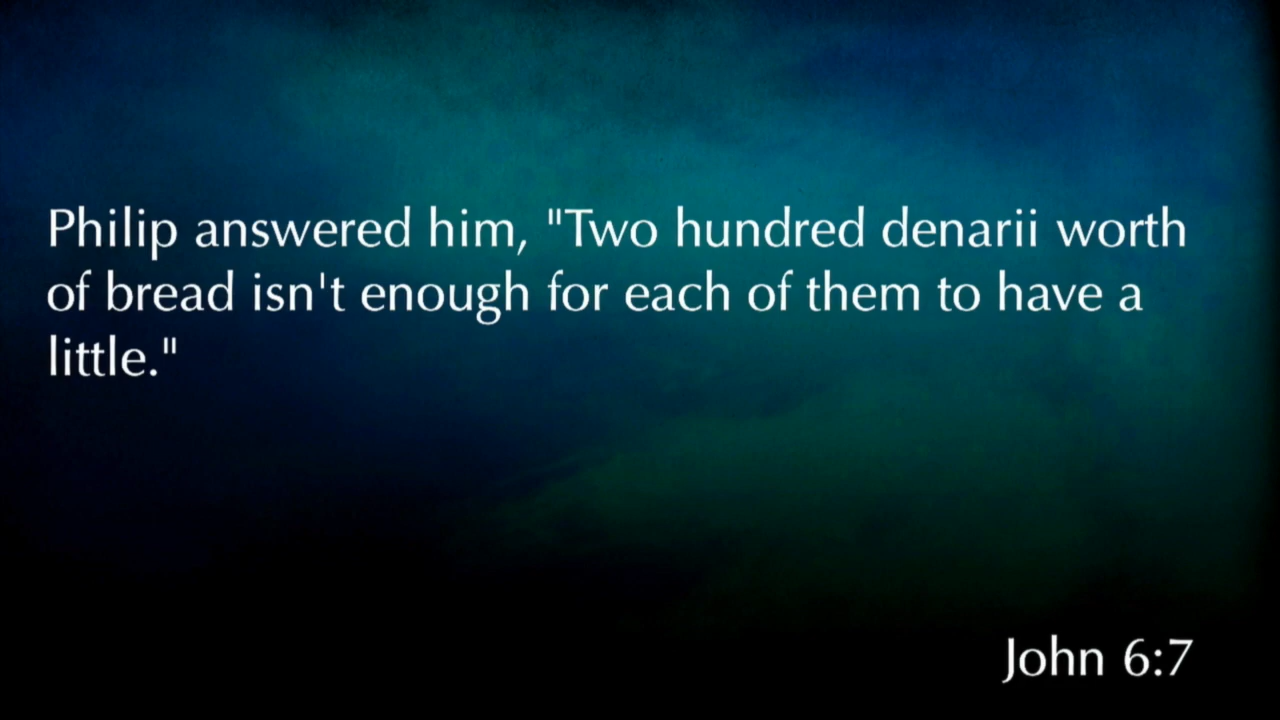 Philip answered him, "Two hundred denarii worth
of bread isn't enough for each of them to have a
little."
John 6:7